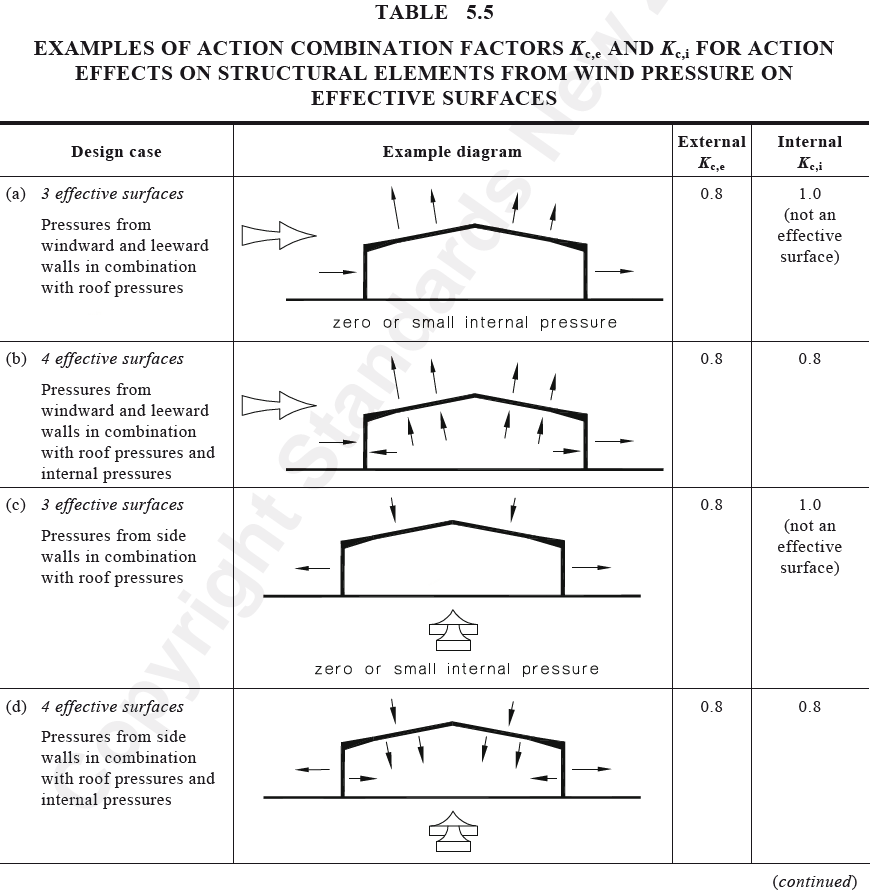 TABLE 5.5
EXAMPLES OF ACTION COMBINATION FACTORS Kc,e AND Kc,i FOR ACTION
EFFECTS ON STRUCTURAL ELEMENTS FROM WIND PRESSURE ON
EFFECTIVE SURFACES
Design case
Example diagram
External
Kc,e
Internal
Kc,i
(a) 3 effective surfaces
Pressures from
windward and leeward
walls in combination
with roof pressures
zero or small internal pressure
0.8
1.0
(not an
effective
surface)
(b) 4 effective surfaces
Pressures from
windward and leeward
walls in combination
with roof pressures and
internal pressures
0.8
0.8
(c) 3 effective surfaces
Pressures from side
walls in combination
with roof pressures
zero or small internal pressure
0.8
1.0
(not an
effective
surface)
(d) 4 effective surfaces
Pressures from side
walls in combination
with roof pressures and
internal pressures
0.8
0.8
(continued)
Copyright Standards New